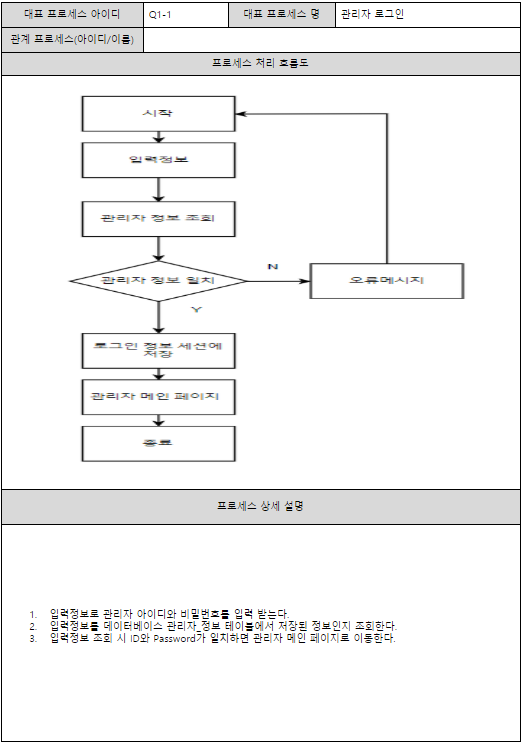 대표 프로세스 아이디 Q1-1 대표 프로세스 명 관리자 로그인
관계 프로세스(아이디/이름)
프로세스 처리 흐름도
시작
입력정보
관리자 정보 조회
관리자 정보 일치 N 오류메시지
Y
로그인 정보 세션에
저장
관리자 메인 페이지
종료
프로세스 상세 설명
1. 입력정보로 관리자 아이디와 비밀번호를 입력 받는다.
2. 입력정보를 데이터베이스 관리자_정보 테이블에서 저장된 정보인지 조회한다.
3. 입력정보 조회 시 ID와 Password가 일치하면 관리자 메인 페이지로 이동한다.